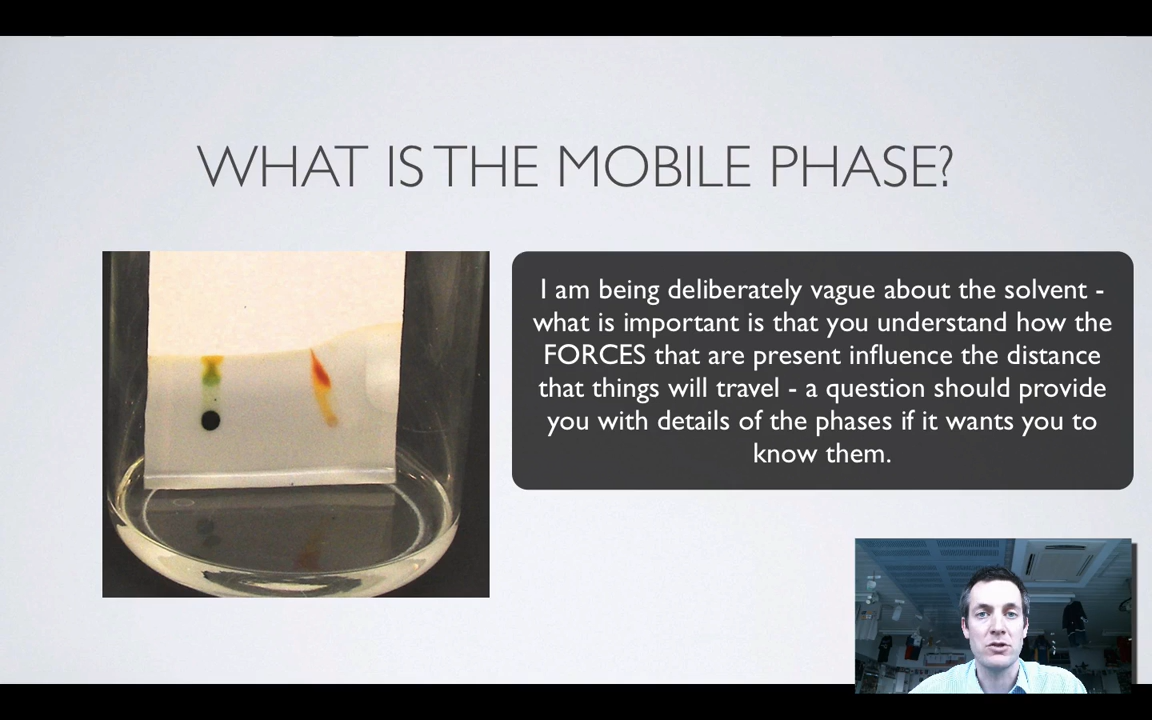 WHAT IS THE MOBILE PHASE?
I am being deliberately vague about the solvent -
what is important is that you understand how the
FORCES that are present influence the distance
that things will travel - a question should provide
you with details of the phases if it wants you to
know them.